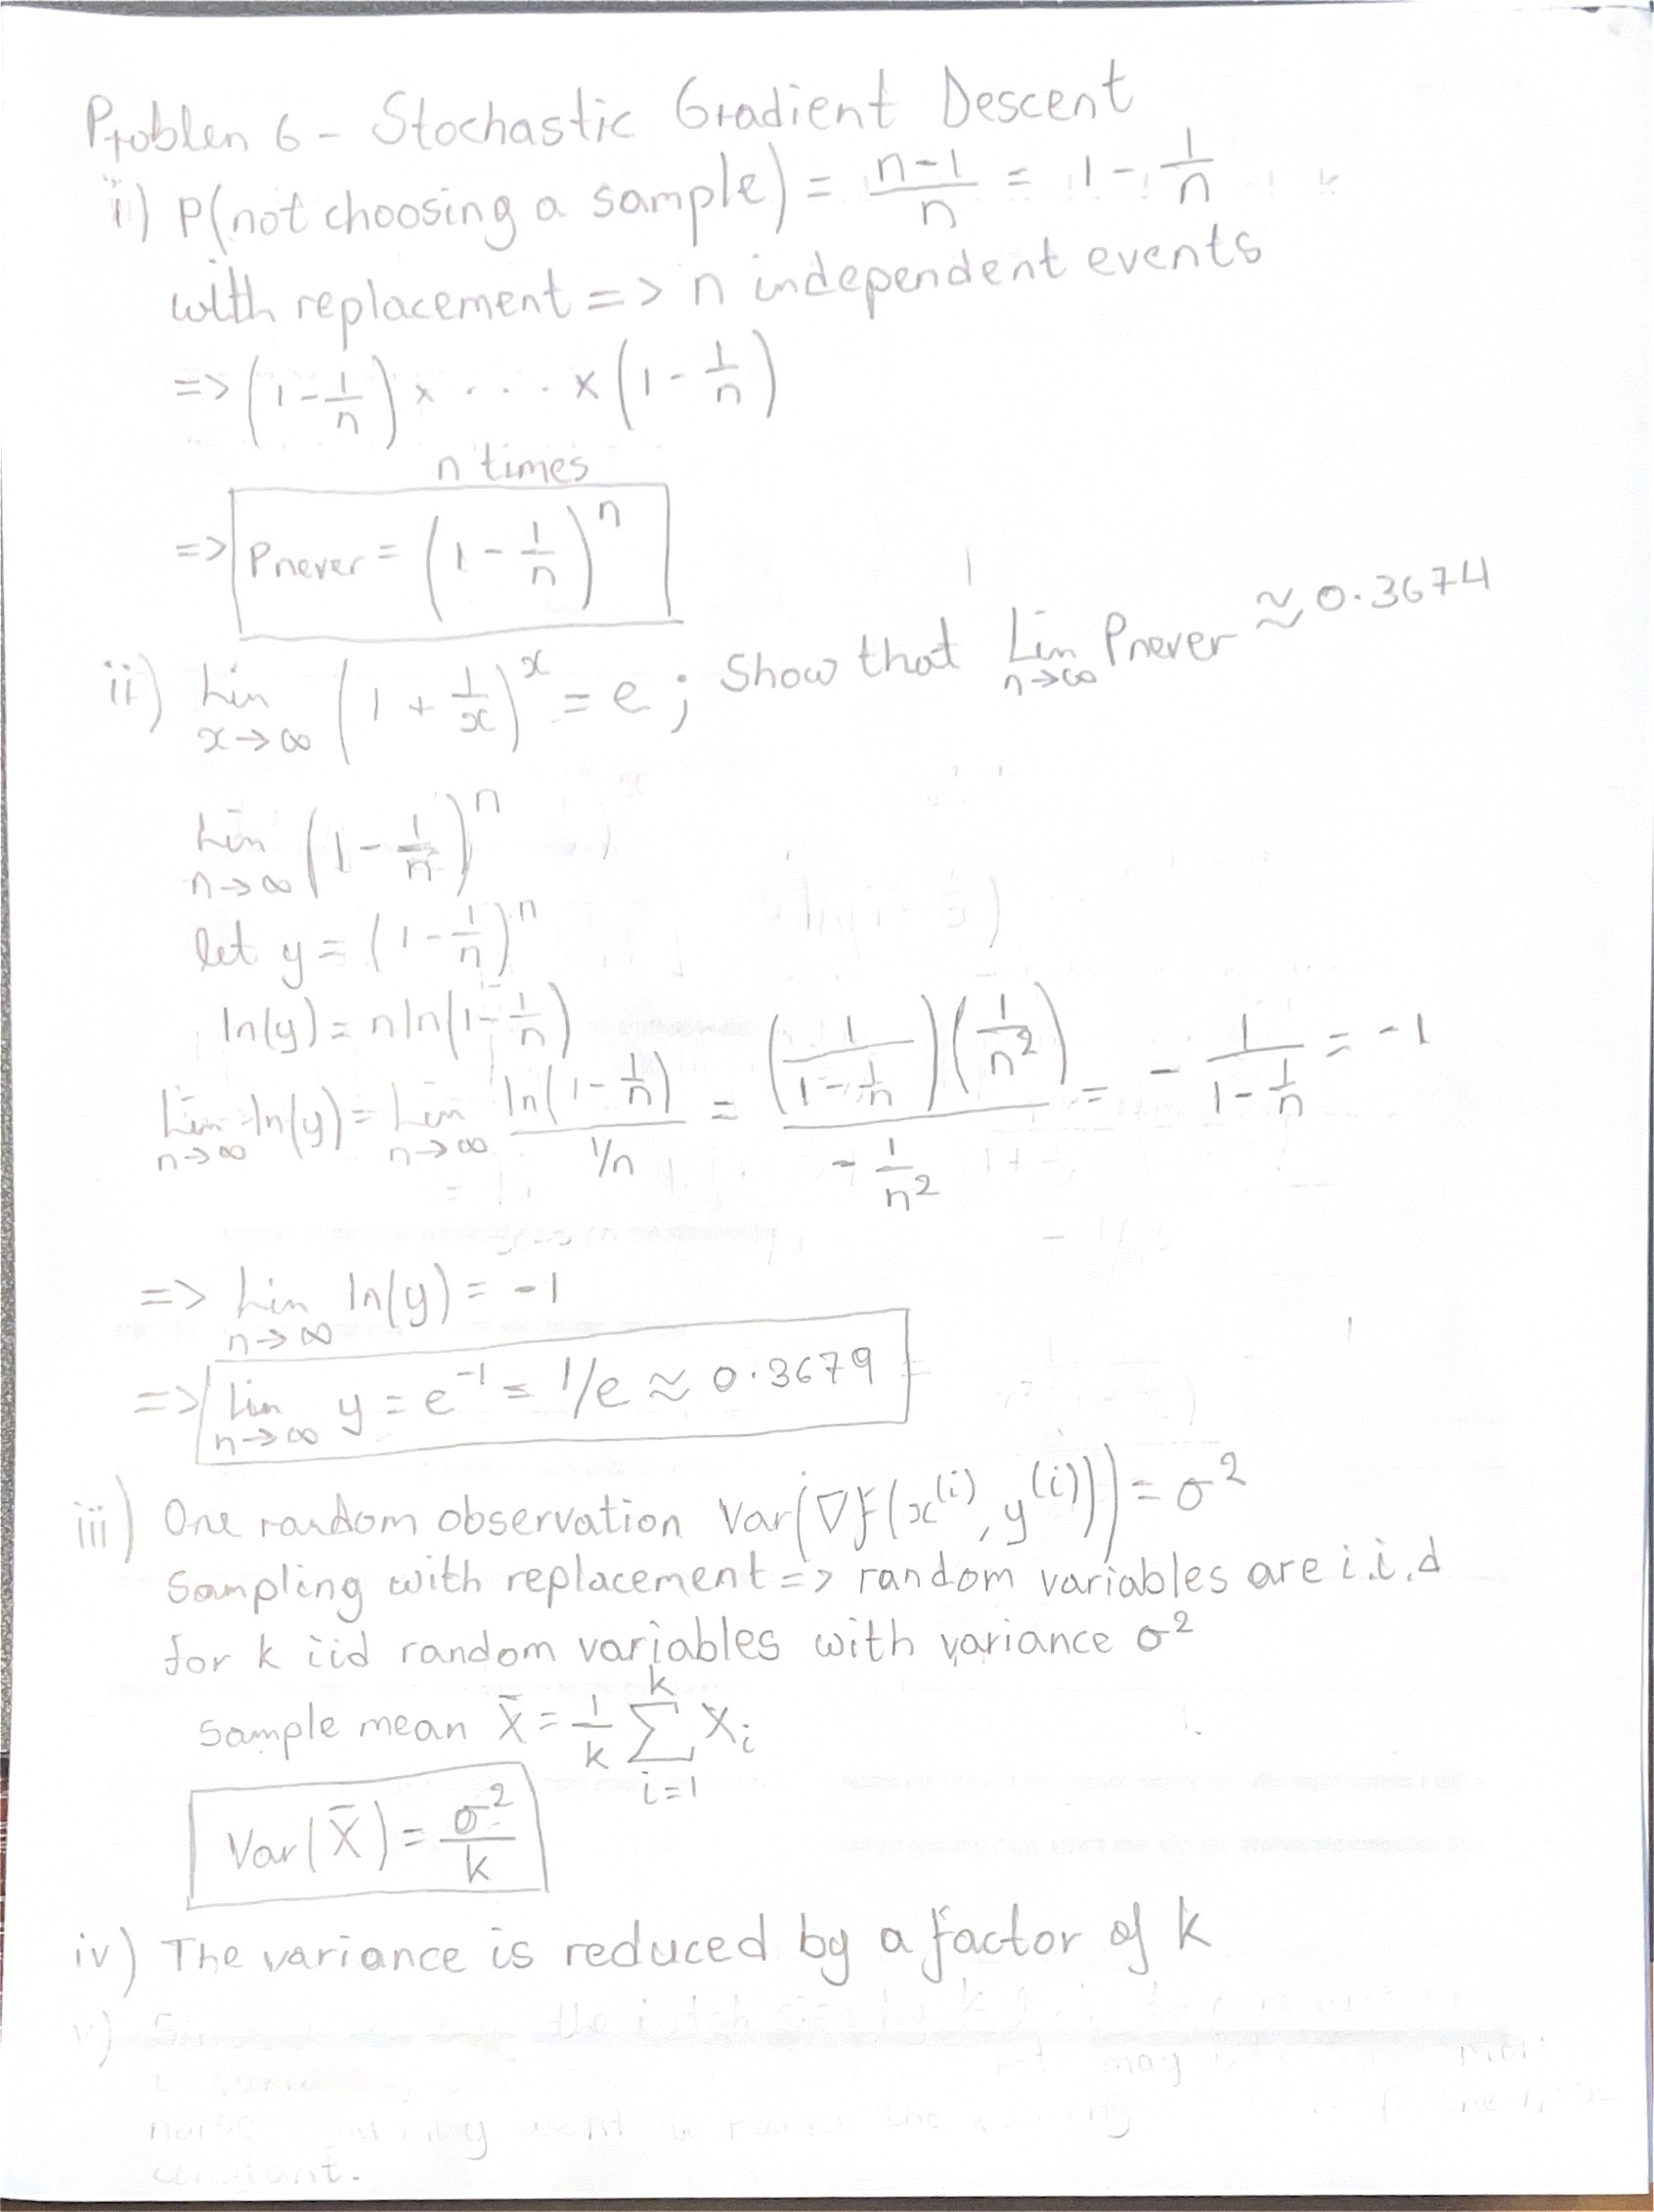 Problem 6 - Stochastic Gradient Descent
i) P(not choosing a sample) = (n-1)/n = 1 - 1/n
with replacement => n independent events
=> (1 - 1/n) × . . . . × (1 - 1/n)
n times
=> Pnever = (1 - 1/n)^n
ii) Lim x→∞ (1 + 1/x)^x = e ; Show that Lim n→∞ Pnever ≈ 0.3674
Lim n→∞ (1 - 1/n)^n
let y = (1 - 1/n)^n
ln(y) = n ln(1 - 1/n)
Lim n→∞ ln(y) = Lim n→∞ ln(1 - 1/n) / (1/n) = (1/(1 - 1/n))(1/n²) / (-1/n²) = - 1/(1 - 1/n) = -1
=> Lim n→∞ ln(y) = -1
=> Lim n→∞ y = e^-1 = 1/e ≈ 0.3679
iii) One random observation Var(∇f(x^(i), y^(i))) = σ²
Sampling with replacement => random variables are i.i.d
for k iid random variables with variance σ²
Sample mean X̄ = 1/k ∑ i=1 k Xi
Var(X̄) = σ²/k
iv) The variance is reduced by a factor of k
v)
may
constant.